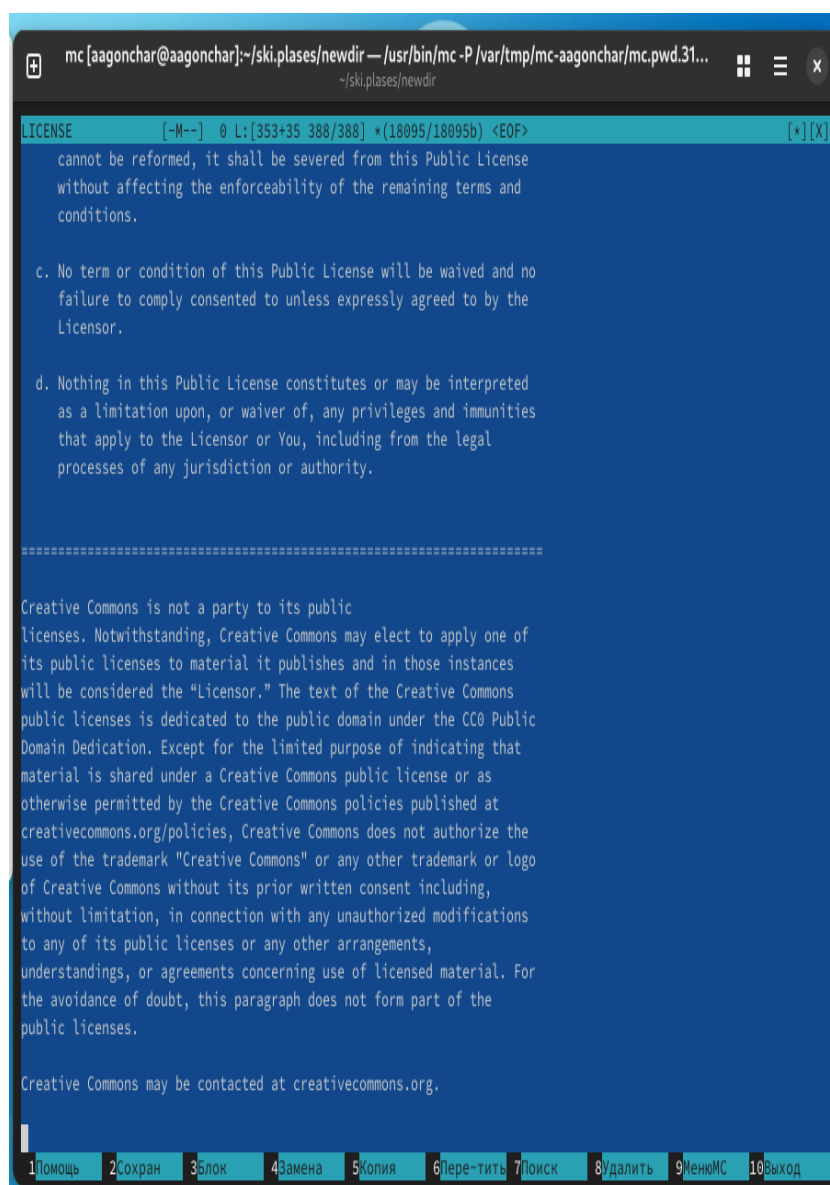 mc [aagonchar@aagonchar]:~/ski.plases/newdir — /usr/bin/mc -P /var/tmp/mc-aagonchar/mc.pwd.31...
~/ski.plases/newdir
LICENSE [-M--] 0 L:[353+35 388/388] *(18095/18095b) <EOF> [*][X]
cannot be reformed, it shall be severed from this Public License
without affecting the enforceability of the remaining terms and
conditions.
c. No term or condition of this Public License will be waived and no
failure to comply consented to unless expressly agreed to by the
Licensor.
d. Nothing in this Public License constitutes or may be interpreted
as a limitation upon, or waiver of, any privileges and immunities
that apply to the Licensor or You, including from the legal
processes of any jurisdiction or authority.
=======================================================================
Creative Commons is not a party to its public
licenses. Notwithstanding, Creative Commons may elect to apply one of
its public licenses to material it publishes and in those instances
will be considered the “Licensor.” The text of the Creative Commons
public licenses is dedicated to the public domain under the CC0 Public
Domain Dedication. Except for the limited purpose of indicating that
material is shared under a Creative Commons public license or as
otherwise permitted by the Creative Commons policies published at
creativecommons.org/policies, Creative Commons does not authorize the
use of the trademark "Creative Commons" or any other trademark or logo
of Creative Commons without its prior written consent including,
without limitation, in connection with any unauthorized modifications
to any of its public licenses or any other arrangements,
understandings, or agreements concerning use of licensed material. For
the avoidance of doubt, this paragraph does not form part of the
public licenses.
Creative Commons may be contacted at creativecommons.org.
1Помощь 2Сохран 3Блок 4Замена 5Копия 6Пере~тить 7Поиск 8Удалить 9МенюMC 10Выход